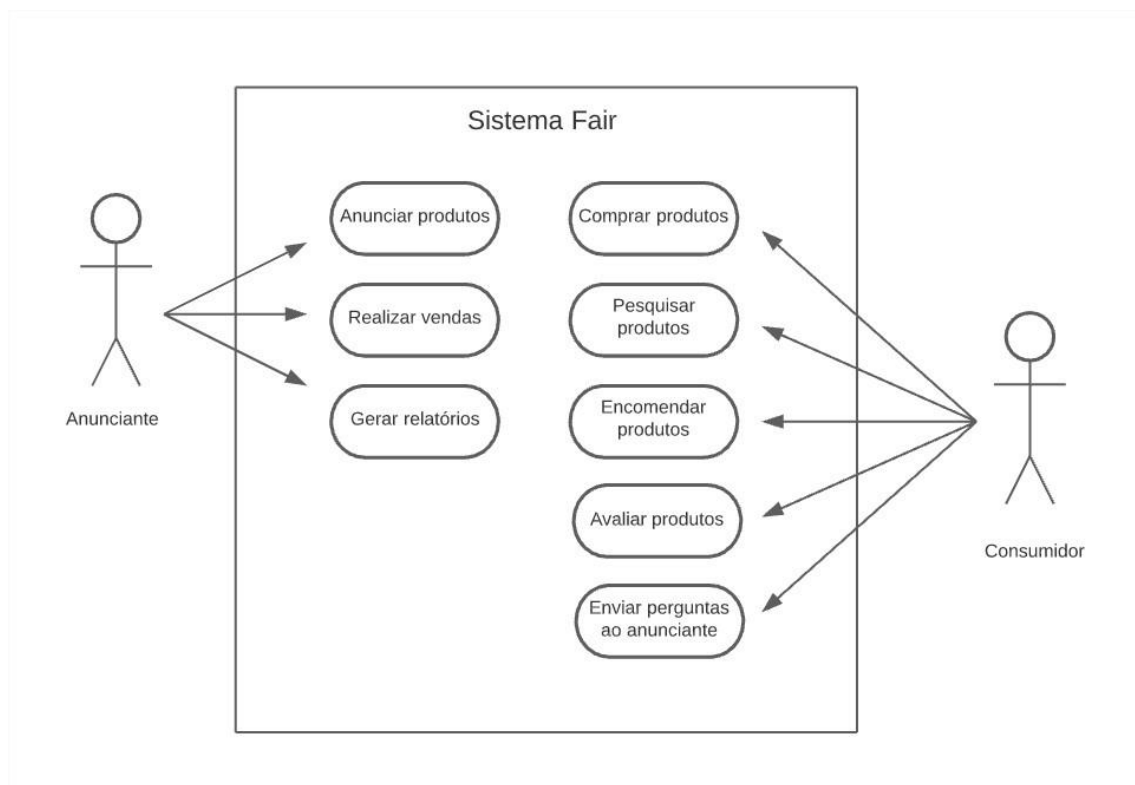 Sistema Fair
Anunciar produtos
Realizar vendas
Gerar relatórios
Anunciante
Comprar produtos
Pesquisar
produtos
Encomendar
produtos
Avaliar produtos
Enviar perguntas
ao anunciante
Consumidor